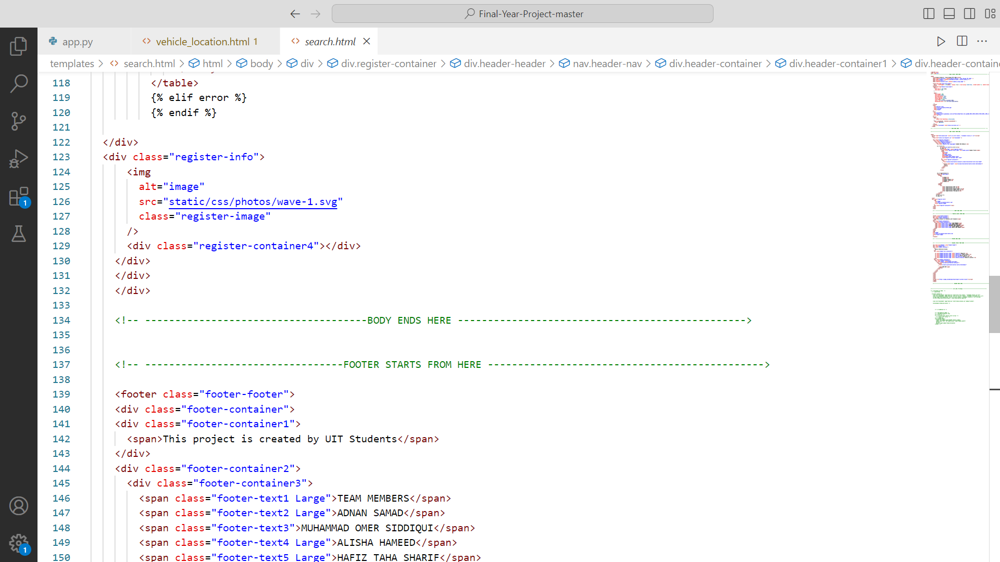 Final-Year-Project-master
app.py
vehicle_location.html 1
search.html
templates > search.html > html > body > div > div.register-container > div.header-header > nav.header-nav > div.header-container > div.header-container1 > div.header-containe
118 </table>
119 {% elif error %}
120 {% endif %}
121
122 </div>
123 <div class="register-info">
124 <img
125 alt="image"
126 src="static/css/photos/wave-1.svg"
127 class="register-image"
128 />
129 <div class="register-container4"></div>
130 </div>
131 </div>
132 </div>
133
134 <!-- -------------------------------------BODY ENDS HERE ------------------------------------------------>
135
136
137 <!-- ---------------------------------FOOTER STARTS FROM HERE ---------------------------------------------->
138
139 <footer class="footer-footer">
140 <div class="footer-container">
141 <div class="footer-container1">
142 <span>This project is created by UIT Students</span>
143 </div>
144 <div class="footer-container2">
145 <div class="footer-container3">
146 <span class="footer-text1 Large">TEAM MEMBERS</span>
147 <span class="footer-text2 Large">ADNAN SAMAD</span>
148 <span class="footer-text3">MUHAMMAD OMER SIDDIQUI</span>
149 <span class="footer-text4 Large">ALISHA HAMEED</span>
150 <span class="footer-text5 Large">HAFIZ TAHA SHARIF</span>
1
1